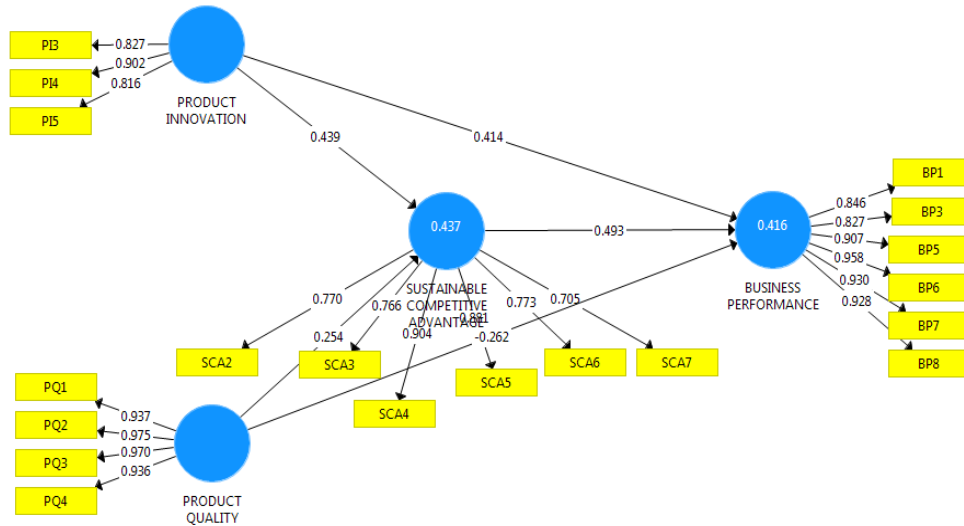 PI3
0.827
PI4
0.902
PI5
0.816
PRODUCT
INNOVATION
0.439
0.414
BP1
0.846
BP3
0.827
BP5
0.907
BP6
0.958
BP7
0.930
BP8
0.928
0.437
0.493
0.416
SUSTAINABLE
COMPETITIVE
ADVANTAGE
BUSINESS
PERFORMANCE
0.770
0.766
0.904
0.881
0.773
0.705
0.254
-0.262
SCA2
SCA3
SCA4
SCA5
SCA6
SCA7
PQ1
0.937
PQ2
0.975
PQ3
0.970
PQ4
0.936
PRODUCT
QUALITY